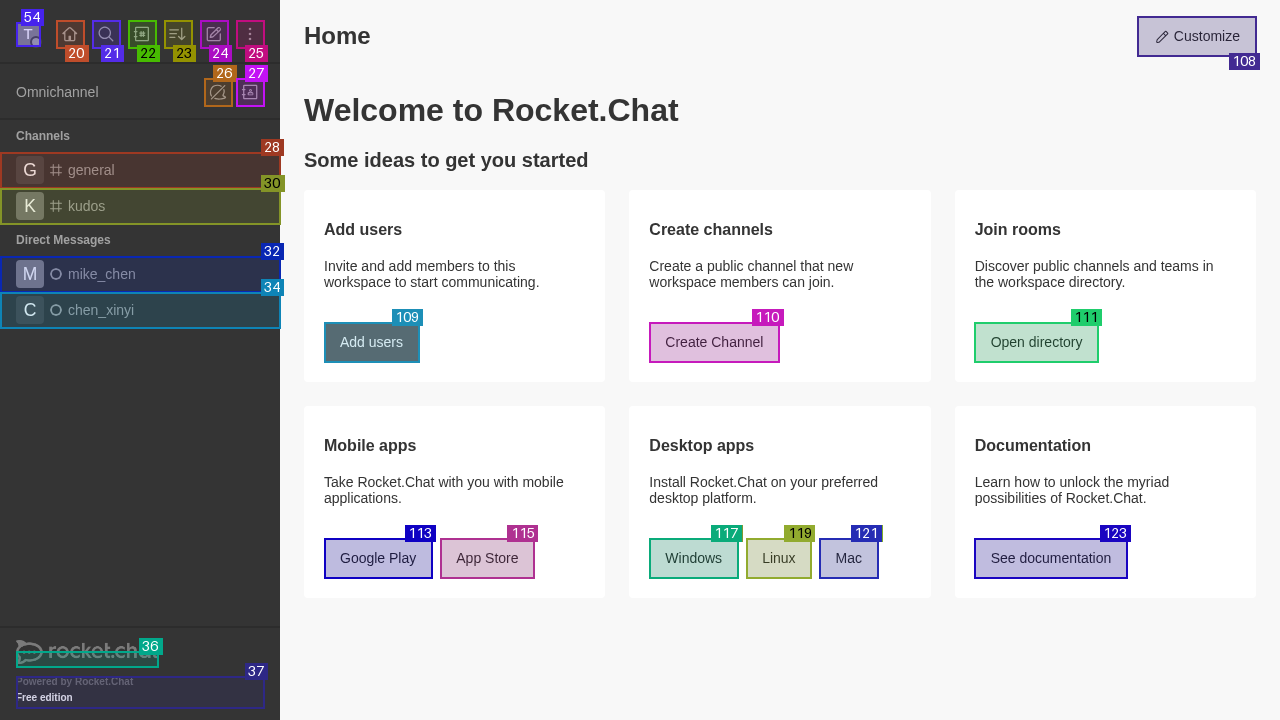 54
T
20
21
22
23
24
25
Omnichannel
26
27
Channels
28
G general
30
K kudos
Direct Messages
32
M mike_chen
34
C chen_xinyi
36
rocket.chat
37
Powered by Rocket.Chat
Free edition
Home
Customize
108
Welcome to Rocket.Chat
Some ideas to get you started
Add users
Invite and add members to this
workspace to start communicating.
109
Add users
Create channels
Create a public channel that new
workspace members can join.
110
Create Channel
Join rooms
Discover public channels and teams in
the workspace directory.
111
Open directory
Mobile apps
Take Rocket.Chat with you with mobile
applications.
113
115
Google Play
App Store
Desktop apps
Install Rocket.Chat on your preferred
desktop platform.
117
119
121
Windows
Linux
Mac
Documentation
Learn how to unlock the myriad
possibilities of Rocket.Chat.
123
See documentation